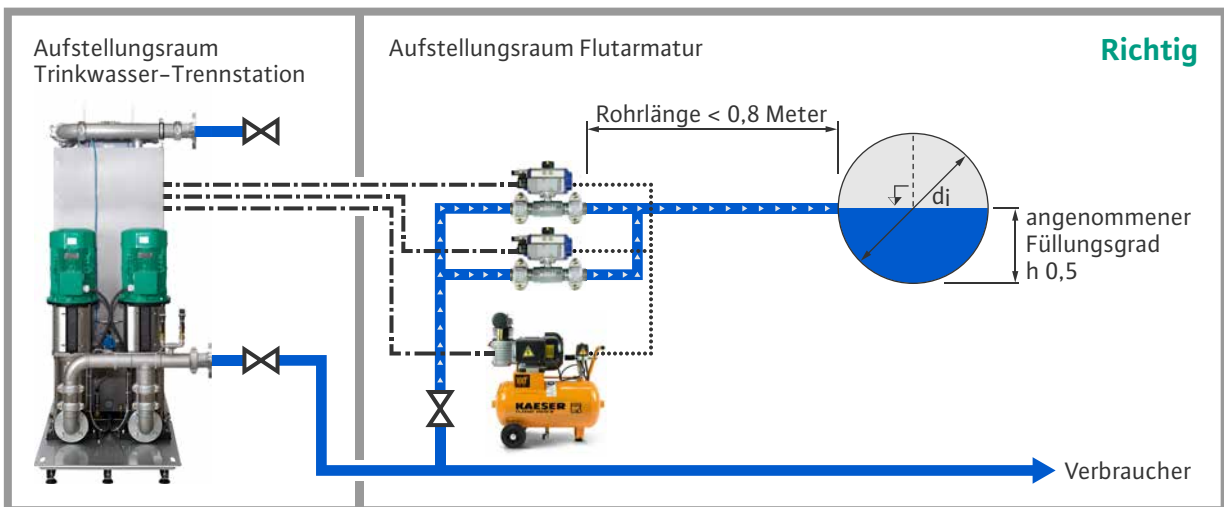 Aufstellungsraum
Trinkwasser-Trennstation
Aufstellungsraum Flutarmatur
Richtig
Rohrlänge < 0,8 Meter
di
angenommener
Füllungsgrad
h 0,5
KAESER
Verbraucher